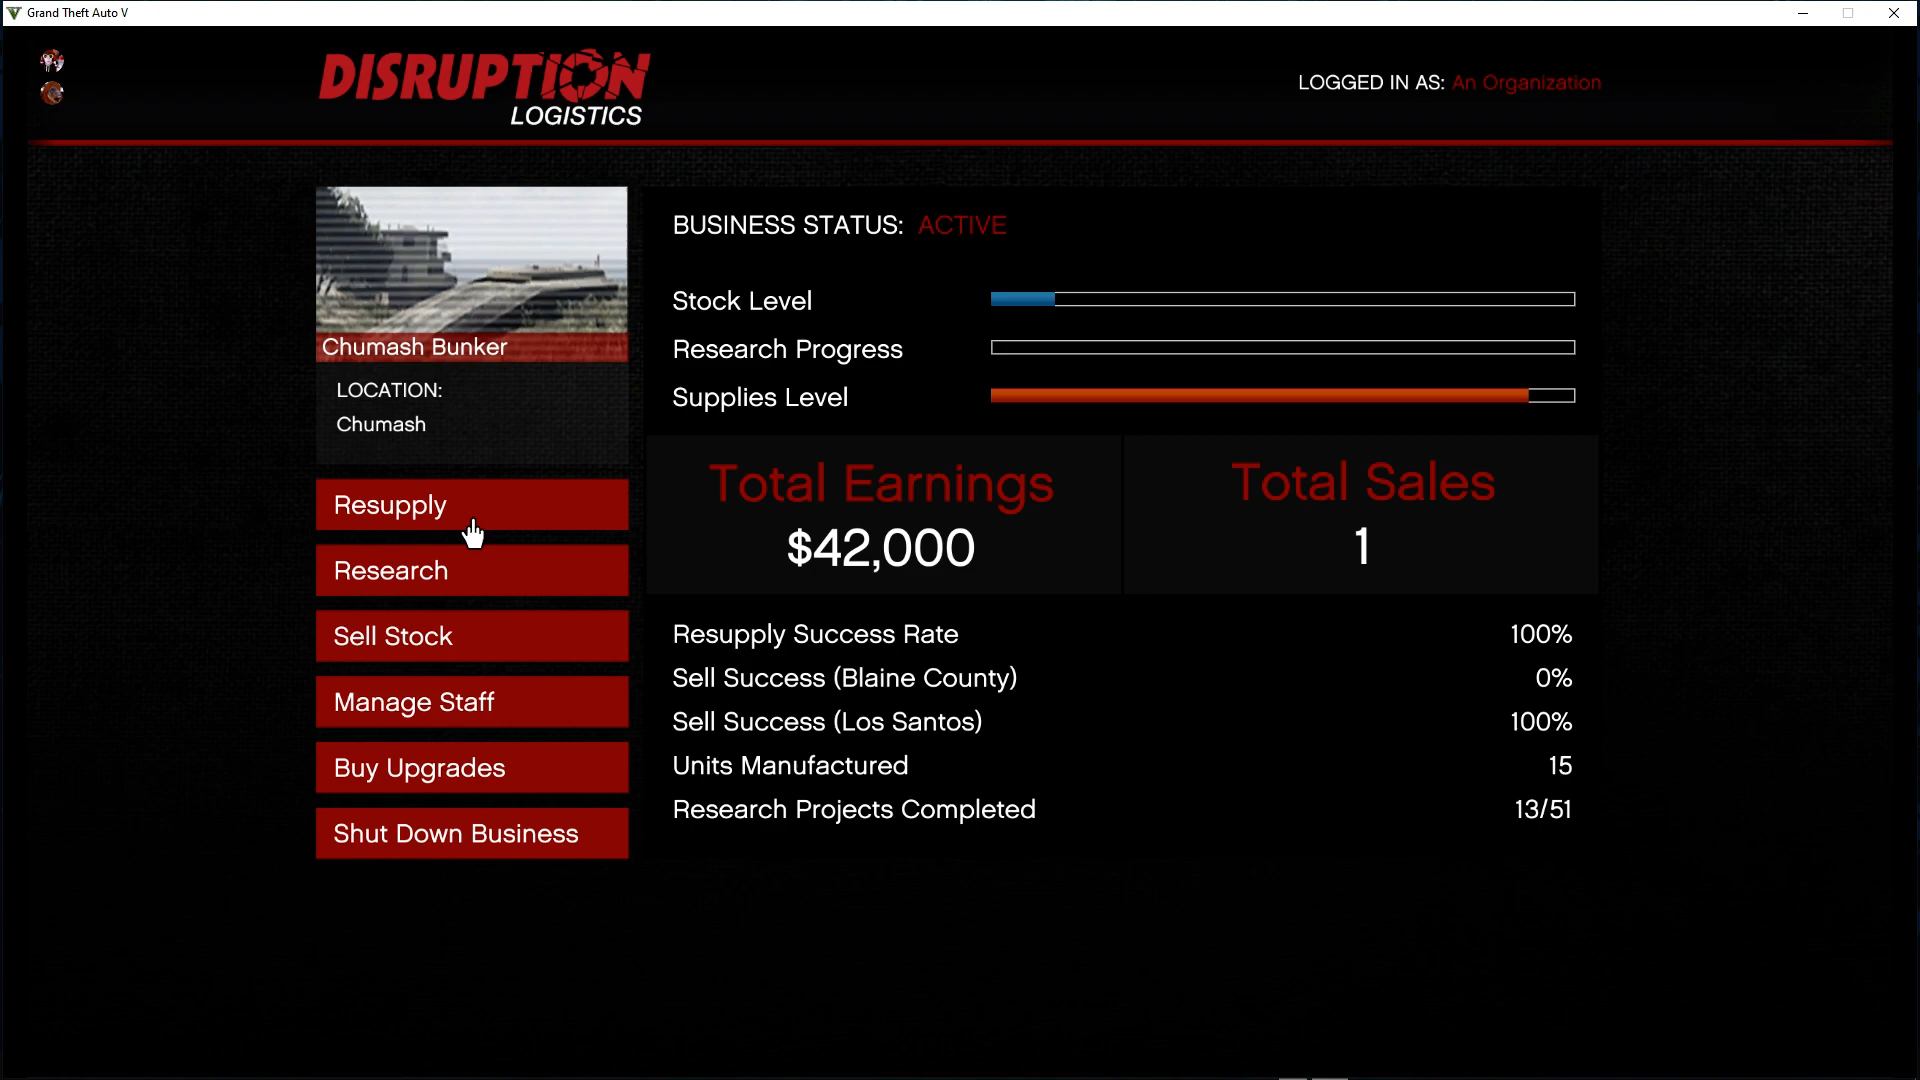 Grand Theft Auto V
DISRUPTION
LOGISTICS
LOGGED IN AS: An Organization
Chumash Bunker
LOCATION:
Chumash
Resupply
Research
Sell Stock
Manage Staff
Buy Upgrades
Shut Down Business
BUSINESS STATUS: ACTIVE
Stock Level
Research Progress
Supplies Level
Total Earnings
$42,000
Total Sales
1
Resupply Success Rate 100%
Sell Success (Blaine County) 0%
Sell Success (Los Santos) 100%
Units Manufactured 15
Research Projects Completed 13/51